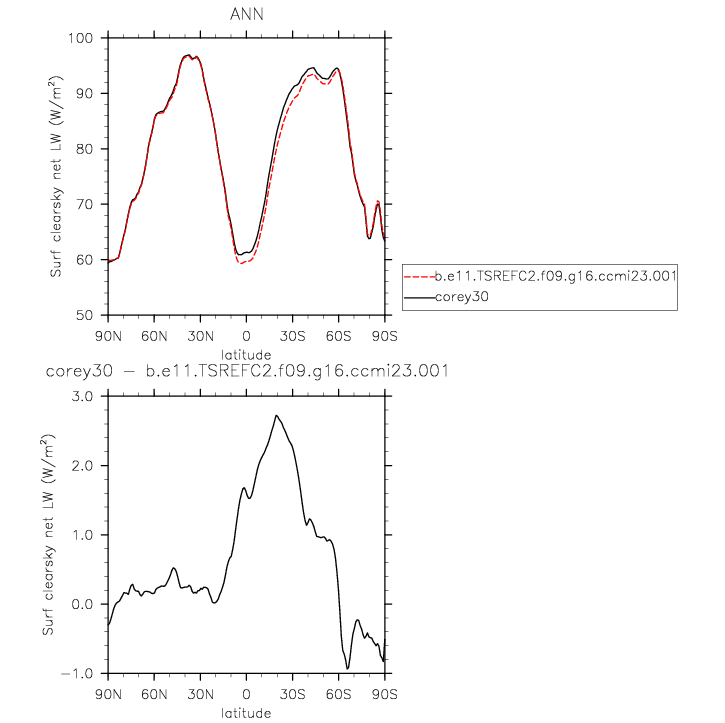 ANN
100
90
80
70
60
50
Surf clearsky net LW (W/m²)
90N 60N 30N 0 30S 60S 90S
latitude
b.e11.TSREFC2.f09.g16.ccmi23.001
corey30
corey30 − b.e11.TSREFC2.f09.g16.ccmi23.001
3.0
2.0
1.0
0.0
−1.0
Surf clearsky net LW (W/m²)
90N 60N 30N 0 30S 60S 90S
latitude